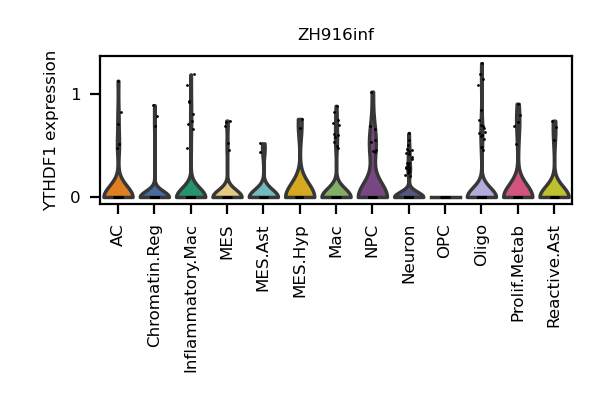 ZH916inf
YTHDF1 expression
1
0
AC
Chromatin.Reg
Inflammatory.Mac
MES
MES.Ast
MES.Hyp
Mac
NPC
Neuron
OPC
Oligo
Prolif.Metab
Reactive.Ast